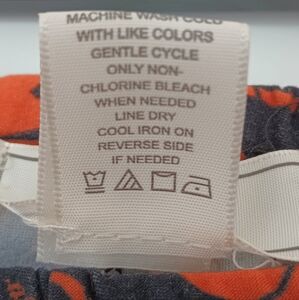 MACHINE WASH COLD
WITH LIKE COLORS
GENTLE CYCLE
ONLY NON-
CHLORINE BLEACH
WHEN NEEDED
LINE DRY
COOL IRON ON
REVERSE SIDE
IF NEEDED